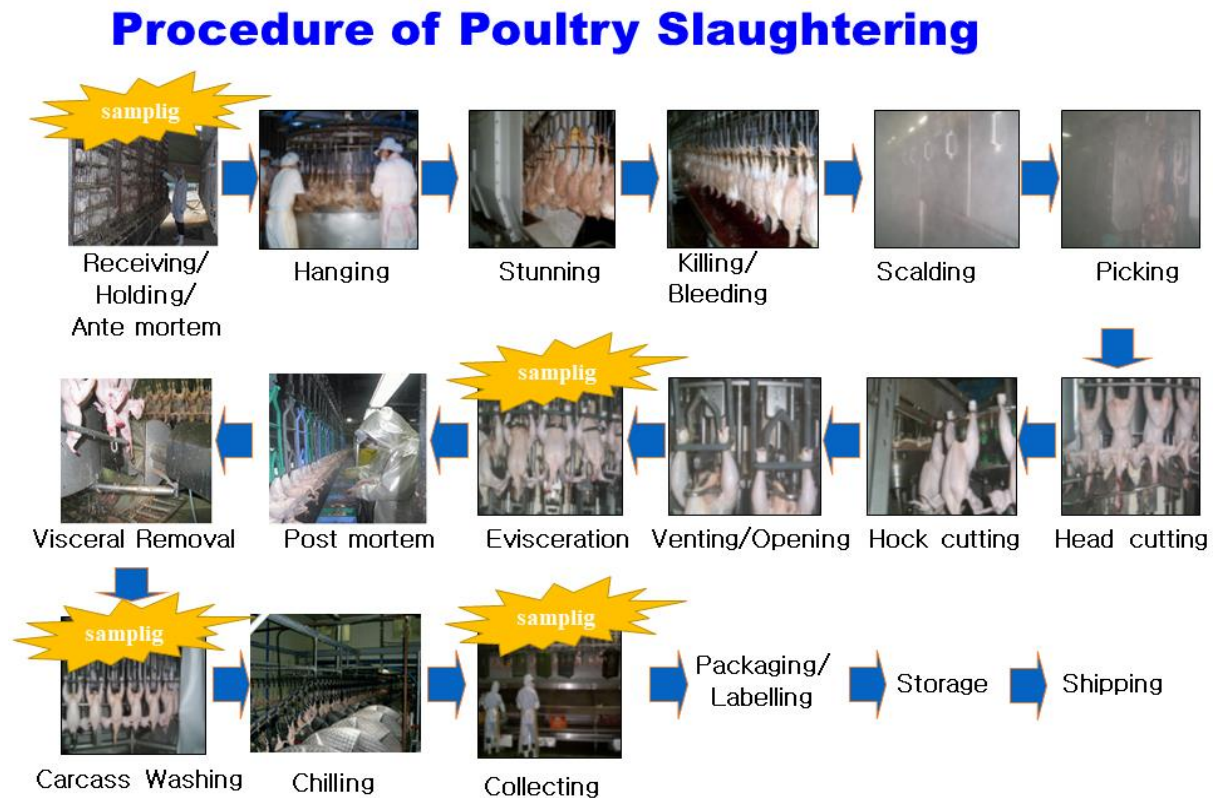 Procedure of Poultry Slaughtering
samplig
Receiving/
Holding/
Ante mortem
Hanging
Stunning
Killing/
Bleeding
Scalding
Picking
Head cutting
Hock cutting
Venting/Opening
samplig
Evisceration
Post mortem
Visceral Removal
samplig
Carcass Washing
Chilling
samplig
Collecting
Packaging/
Labelling
Storage
Shipping